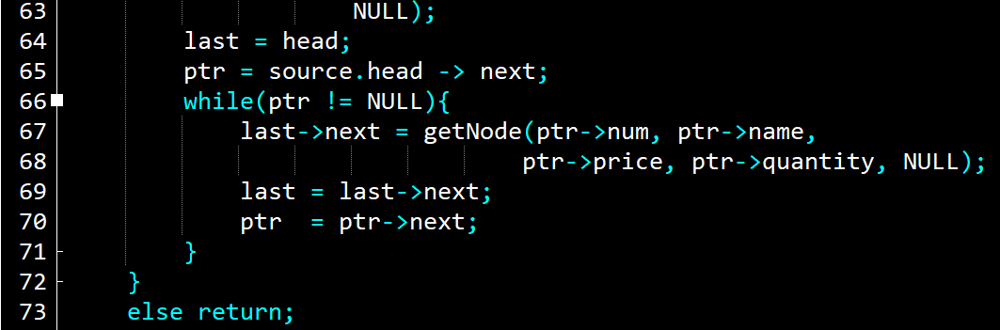 63                     NULL);
64         last = head;
65         ptr = source.head -> next;
66         while(ptr != NULL){
67             last->next = getNode(ptr->num, ptr->name,
68                                 ptr->price, ptr->quantity, NULL);
69             last = last->next;
70             ptr  = ptr->next;
71         }
72     }
73     else return;